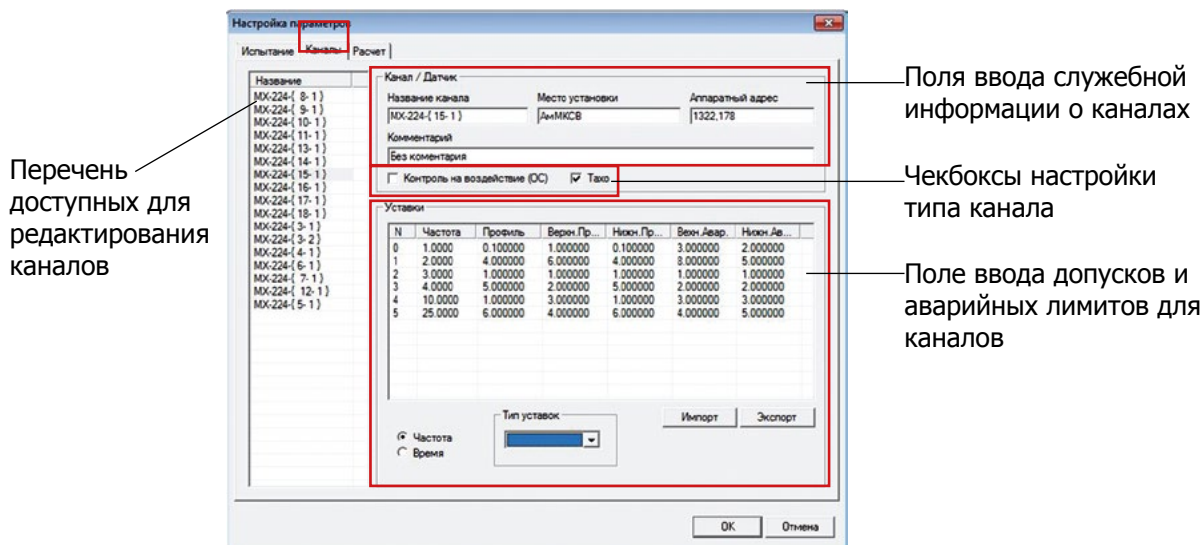 Настройка параметров
Испытание Каналы Расчет
Название
MX-224-{ 8- 1 }
MX-224-{ 9- 1 }
MX-224-{ 10- 1 }
MX-224-{ 11- 1 }
MX-224-{ 13- 1 }
MX-224-{ 14- 1 }
MX-224-{ 15- 1 }
MX-224-{ 16- 1 }
MX-224-{ 17- 1 }
MX-224-{ 18- 1 }
MX-224-{ 3- 1 }
MX-224-{ 3- 2 }
MX-224-{ 4- 1 }
MX-224-{ 6- 1 }
MX-224-{ 7- 1 }
MX-224-{ 12- 1 }
MX-224-{ 5- 1 }
Канал / Датчик
Название канала Место установки Аппаратный адрес
MX-224-{ 15- 1 } АмМКСВ 1322,178
Комментарий
Без коментария
Контроль на воздействие (ОС) Тахо
Уставки
N Частота Профиль Верхн.Пр... Нижн.Пр... Верхн.Авар. Нижн.Ав...
0 1.0000 0.100000 1.000000 0.100000 3.000000 2.000000
1 2.0000 4.000000 6.000000 4.000000 8.000000 5.000000
2 3.0000 1.000000 1.000000 1.000000 1.000000 1.000000
3 4.0000 5.000000 2.000000 5.000000 2.000000 2.000000
4 10.0000 1.000000 3.000000 1.000000 3.000000 3.000000
5 25.0000 6.000000 4.000000 6.000000 4.000000 5.000000
Частота
Время
Тип уставок
Импорт Экспорт
OK Отмена
Перечень
доступных для
редактирования
каналов
Поля ввода служебной
информации о каналах
Чекбоксы настройки
типа канала
Поле ввода допусков и
аварийных лимитов для
каналов